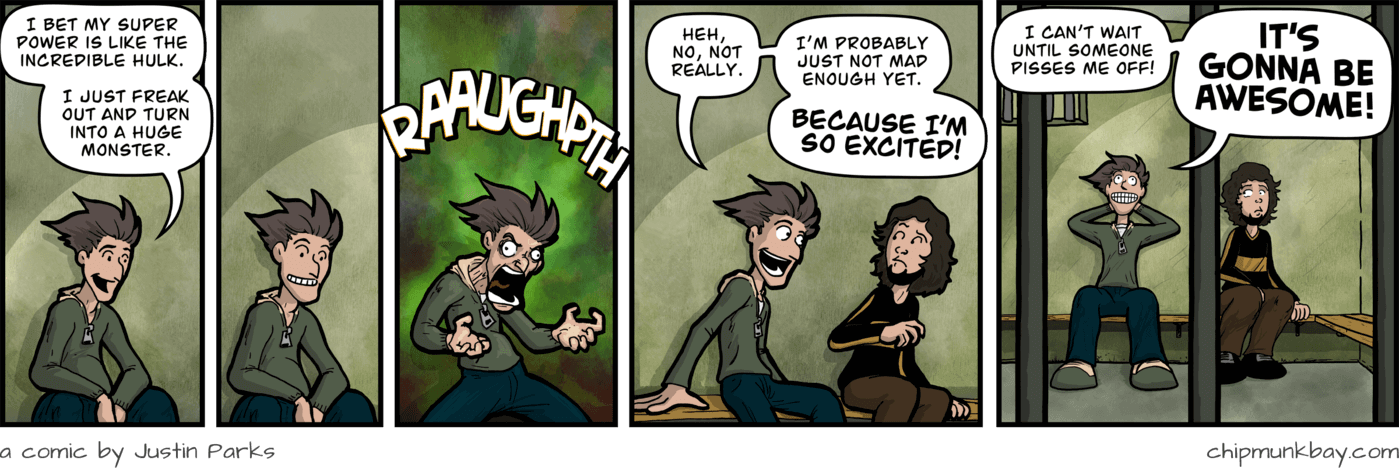 I BET MY SUPER
POWER IS LIKE THE
INCREDIBLE HULK.
I JUST FREAK
OUT AND TURN
INTO A HUGE
MONSTER.
RAAUGHPTH
HEH,
NO, NOT
REALLY.
I'M PROBABLY
JUST NOT MAD
ENOUGH YET.
BECAUSE I'M
SO EXCITED!
I CAN'T WAIT
UNTIL SOMEONE
PISSES ME OFF!
IT'S
GONNA BE
AWESOME!
a comic by Justin Parks
chipmunkbay.com